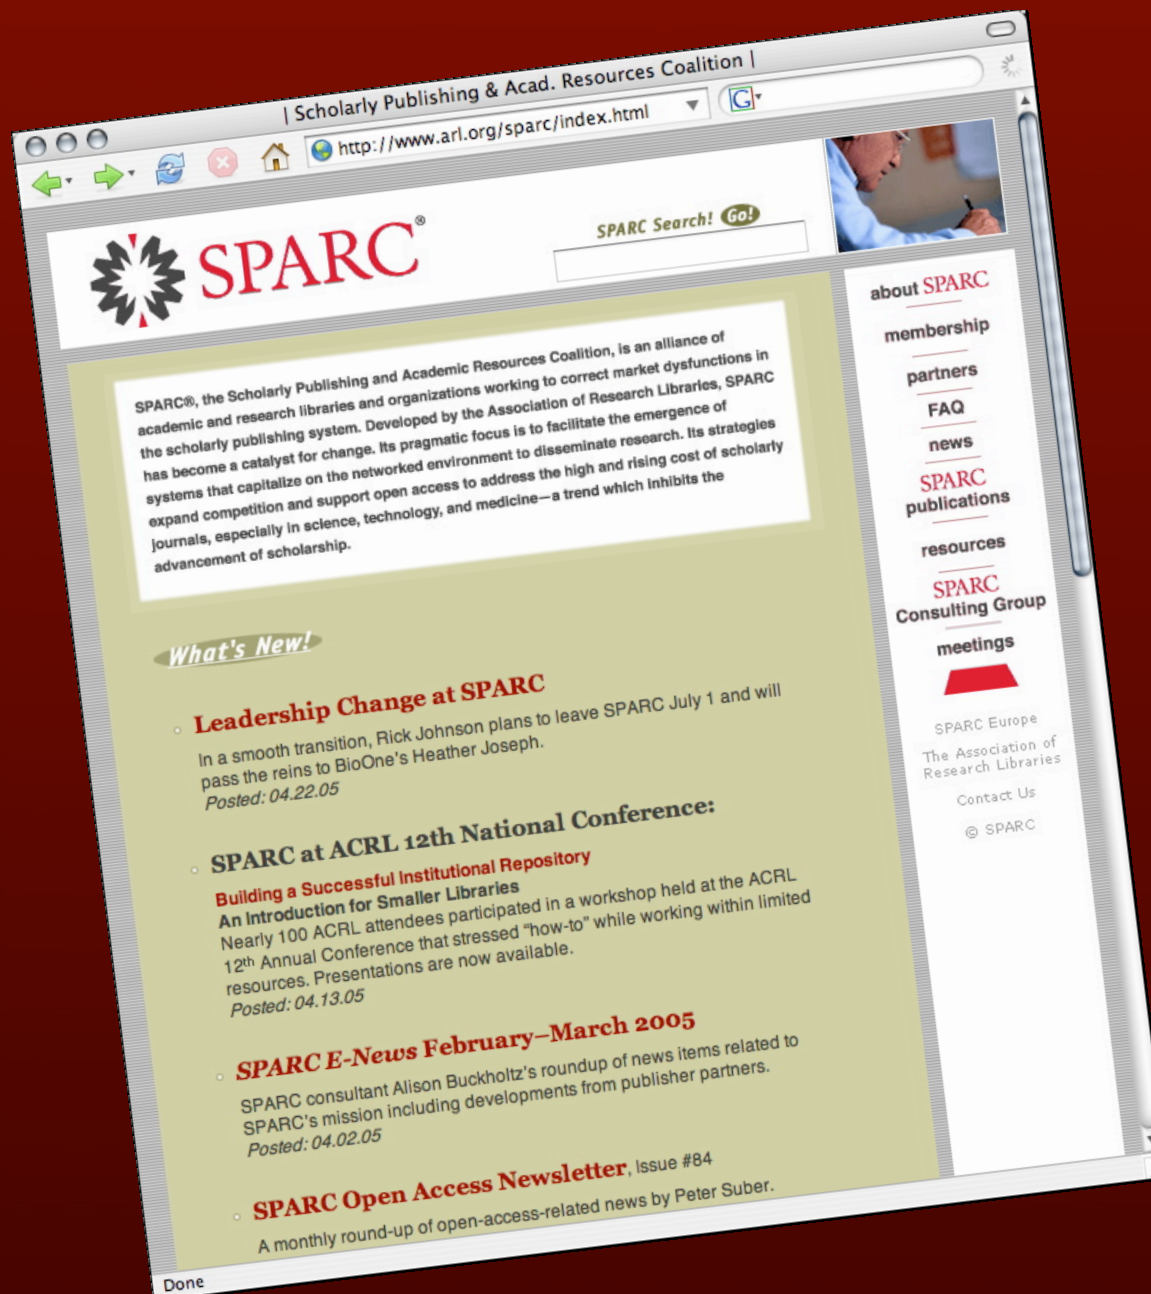 | Scholarly Publishing & Acad. Resources Coalition |
http://www.arl.org/sparc/index.html
G
SPARC®
SPARC Search! Go!
SPARC®, the Scholarly Publishing and Academic Resources Coalition, is an alliance of
academic and research libraries and organizations working to correct market dysfunctions in
the scholarly publishing system. Developed by the Association of Research Libraries, SPARC
has become a catalyst for change. Its pragmatic focus is to facilitate the emergence of
systems that capitalize on the networked environment to disseminate research. Its strategies
expand competition and support open access to address the high and rising cost of scholarly
journals, especially in science, technology, and medicine—a trend which inhibits the
advancement of scholarship.
What's New!
Leadership Change at SPARC
In a smooth transition, Rick Johnson plans to leave SPARC July 1 and will
pass the reins to BioOne's Heather Joseph.
Posted: 04.22.05
SPARC at ACRL 12th National Conference:
Building a Successful Institutional Repository
An Introduction for Smaller Libraries
Nearly 100 ACRL attendees participated in a workshop held at the ACRL
12th Annual Conference that stressed “how-to” while working within limited
resources. Presentations are now available.
Posted: 04.13.05
SPARC E-News February–March 2005
SPARC consultant Alison Buckholtz's roundup of news items related to
SPARC's mission including developments from publisher partners.
Posted: 04.02.05
SPARC Open Access Newsletter, Issue #84
A monthly round-up of open-access-related news by Peter Suber.
about SPARC
membership
partners
FAQ
news
SPARC
publications
resources
SPARC
Consulting Group
meetings
SPARC Europe
The Association of
Research Libraries
Contact Us
© SPARC
Done